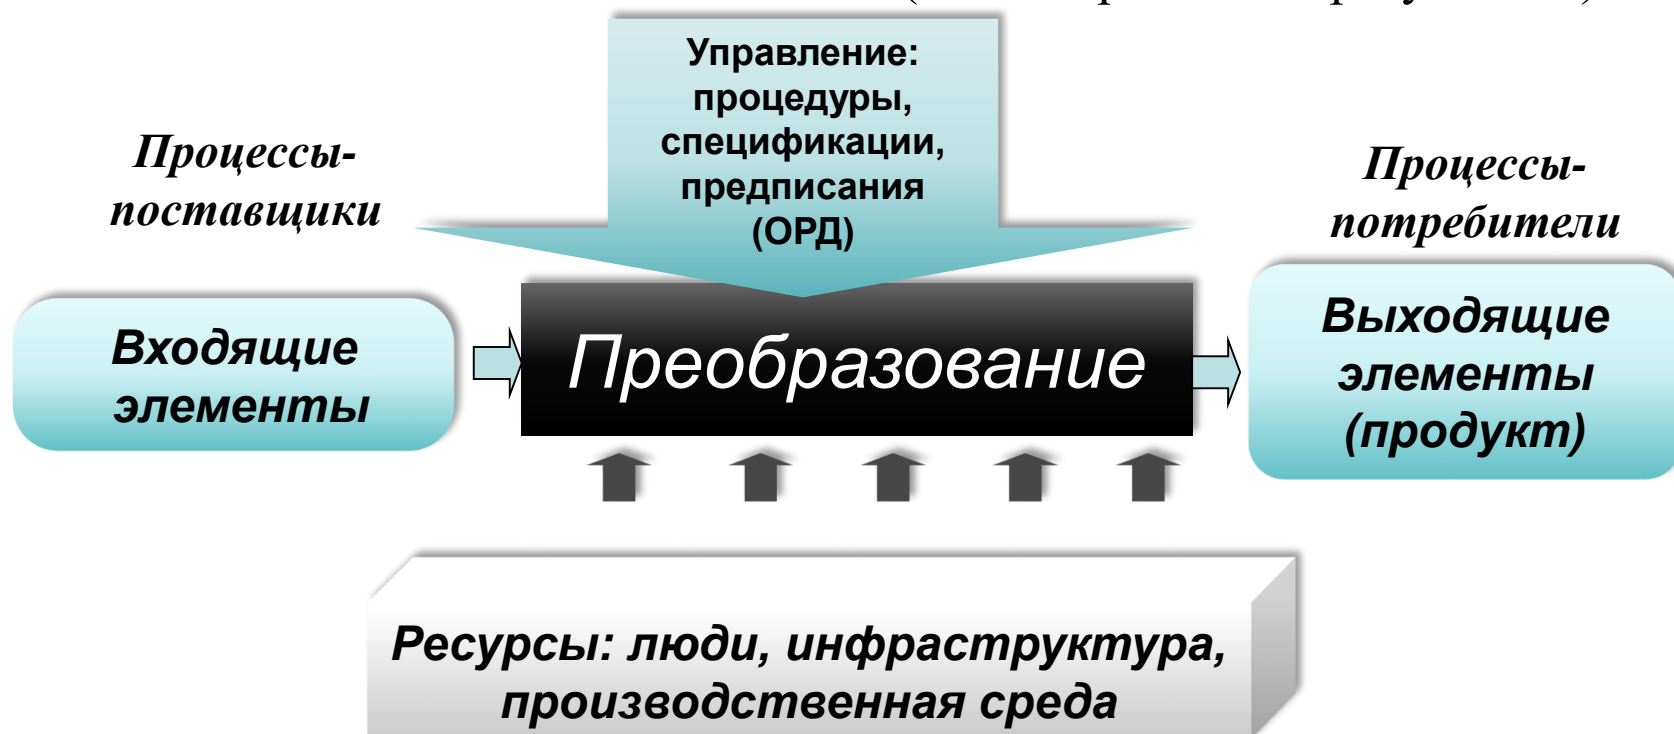 Управление:
процедуры,
спецификации,
предписания
(ОРД)
Процессы-
поставщики
Процессы-
потребители
Входящие
элементы
Преобразование
Выходящие
элементы
(продукт)
Ресурсы: люди, инфраструктура,
производственная среда